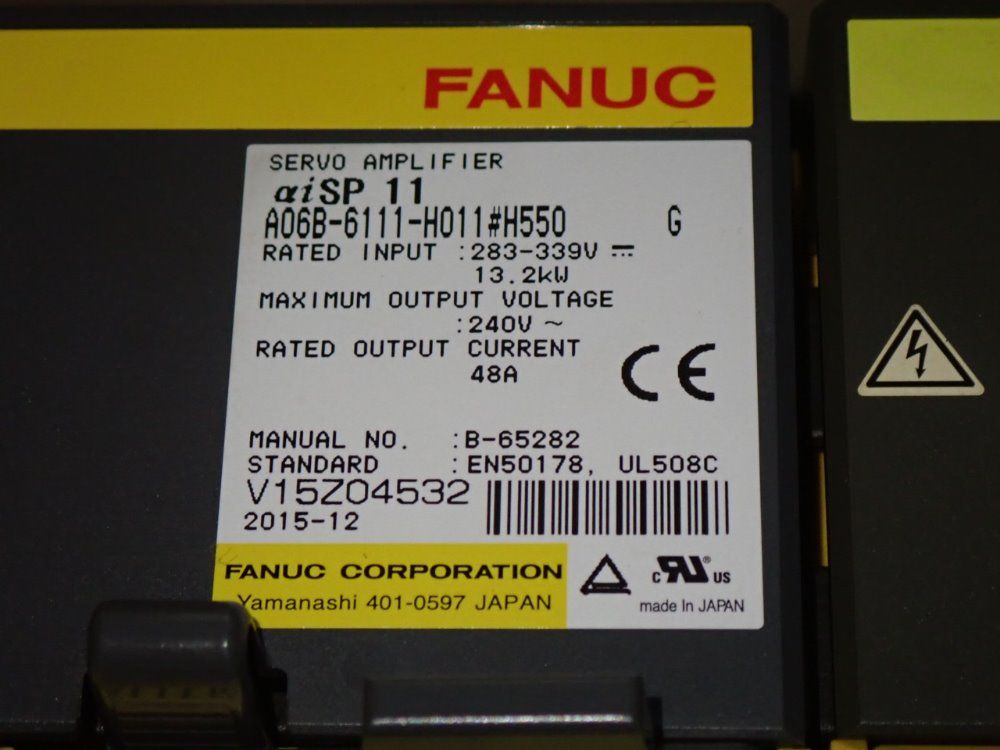 FANUC
SERVO AMPLIFIER
αiSP 11
A06B-6111-H011#H550 G
RATED INPUT :283-339V ⎓
13.2kW
MAXIMUM OUTPUT VOLTAGE
:240V ~
RATED OUTPUT CURRENT
48A
CE
MANUAL NO. :B-65282
STANDARD :EN50178, UL508C
V15Z04532
2015-12
FANUC CORPORATION
Yamanashi 401-0597 JAPAN
c RU ® US
made In JAPAN